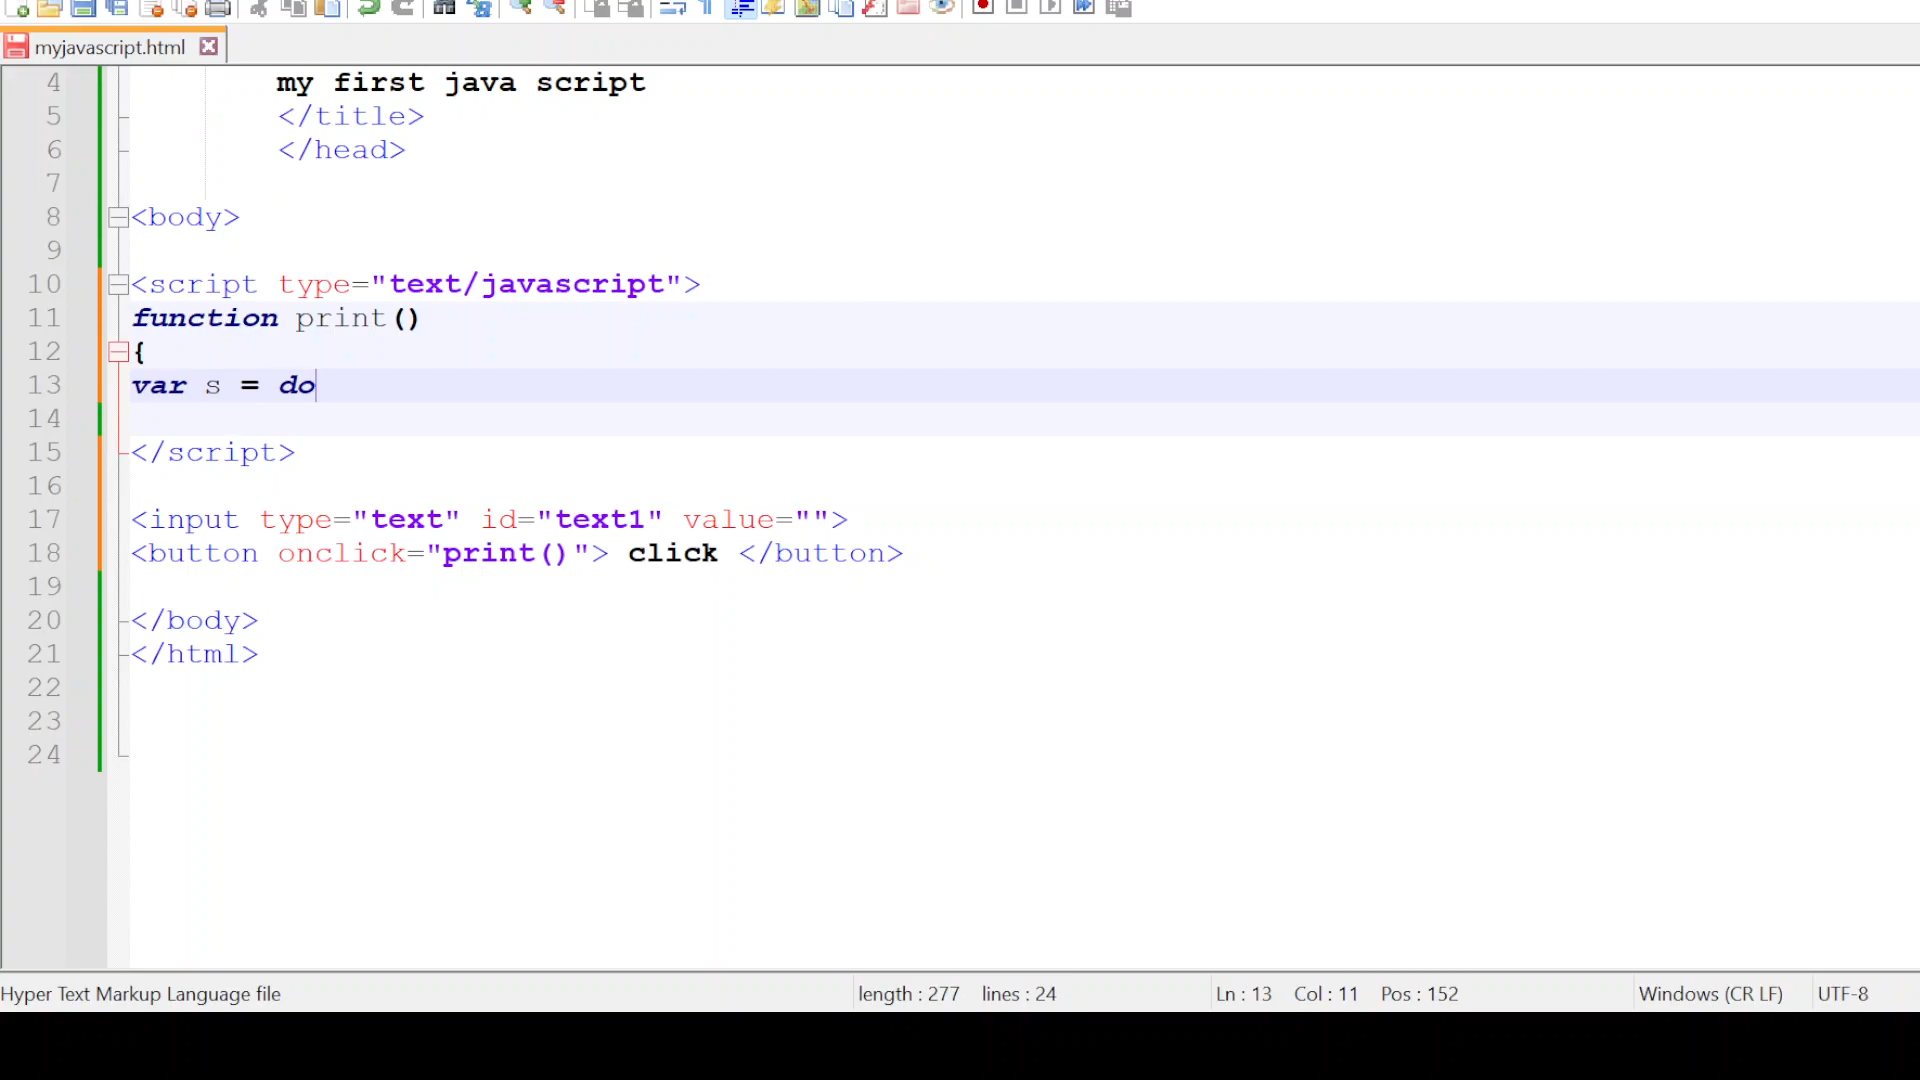 myjavascript.html
4 my first java script
5 </title>
6 </head>
7
8 <body>
9
10 <script type="text/javascript">
11 function print()
12 {
13 var s = do
14
15 </script>
16
17 <input type="text" id="text1" value="">
18 <button onclick="print()"> click </button>
19
20 </body>
21 </html>
22
23
24
Hyper Text Markup Language file length : 277 lines : 24 Ln : 13 Col : 11 Pos : 152 Windows (CR LF) UTF-8